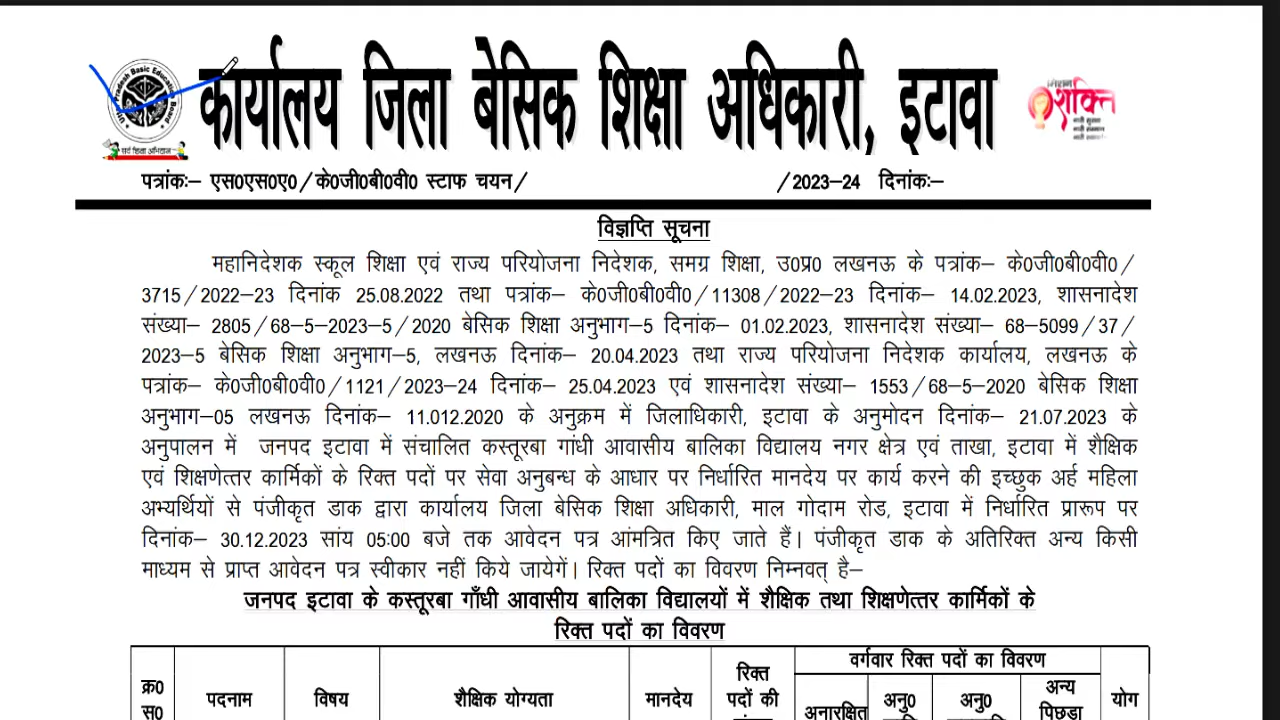 कार्यालय जिला बेसिक शिक्षा अधिकारी, इटावा
सर्व शिक्षा अभियान
शक्ति
पत्रांकः– एस0एस0ए0/के0जी0बी0वी0 स्टाफ चयन/ /2023–24 दिनांकः–
विज्ञप्ति सूचना
महानिदेशक स्कूल शिक्षा एवं राज्य परियोजना निदेशक, समग्र शिक्षा, उ0प्र0 लखनऊ के पत्रांक– के0जी0बी0वी0/
3715/2022–23 दिनांक 25.08.2022 तथा पत्रांक– के0जी0बी0वी0/11308/2022–23 दिनांक– 14.02.2023, शासनादेश
संख्या– 2805/68–5–2023–5/2020 बेसिक शिक्षा अनुभाग–5 दिनांक– 01.02.2023, शासनादेश संख्या– 68–5099/37/
2023–5 बेसिक शिक्षा अनुभाग–5, लखनऊ दिनांक– 20.04.2023 तथा राज्य परियोजना निदेशक कार्यालय, लखनऊ के
पत्रांक– के0जी0बी0वी0/1121/2023–24 दिनांक– 25.04.2023 एवं शासनादेश संख्या– 1553/68–5–2020 बेसिक शिक्षा
अनुभाग–05 लखनऊ दिनांक– 11.012.2020 के अनुक्रम में जिलाधिकारी, इटावा के अनुमोदन दिनांक– 21.07.2023 के
अनुपालन में जनपद इटावा में संचालित कस्तूरबा गांधी आवासीय बालिका विद्यालय नगर क्षेत्र एवं ताखा, इटावा में शैक्षिक
एवं शिक्षणेत्तर कार्मिकों के रिक्त पदों पर सेवा अनुबन्ध के आधार पर निर्धारित मानदेय पर कार्य करने की इच्छुक अर्ह महिला
अभ्यर्थियों से पंजीकृत डाक द्वारा कार्यालय जिला बेसिक शिक्षा अधिकारी, माल गोदाम रोड, इटावा में निर्धारित प्रारूप पर
दिनांक– 30.12.2023 सांय 05:00 बजे तक आवेदन पत्र आंमत्रित किए जाते हैं। पंजीकृत डाक के अतिरिक्त अन्य किसी
माध्यम से प्राप्त आवेदन पत्र स्वीकार नहीं किये जायेगें। रिक्त पदों का विवरण निम्नवत् है–
जनपद इटावा के कस्तूरबा गाँधी आवासीय बालिका विद्यालयों में शैक्षिक तथा शिक्षणेत्तर कार्मिकों के
रिक्त पदों का विवरण
क्र0 स0 पदनाम विषय शैक्षिक योग्यता मानदेय रिक्त पदों की वर्गवार रिक्त पदों का विवरण योग
अनारक्षित अनु0 अनु0 अन्य पिछड़ा